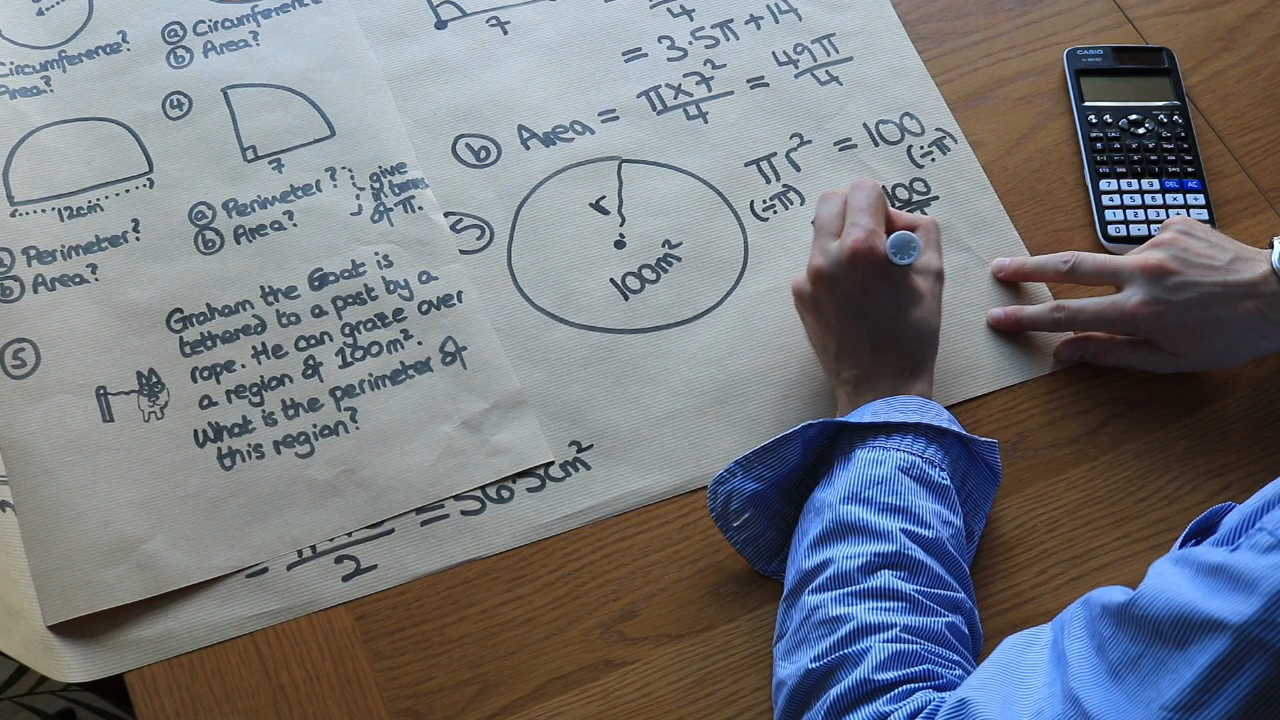 Circumference?
Area?
ⓐ Circumference?
ⓑ Area?
12cm
Perimeter?
ⓑ Area?
④
7
ⓐ Perimeter?
ⓑ Area?
give
in terms
of π.
⑤
Graham the Goat is
tethered to a post by a
rope. He can graze over
a region of 100m².
What is the perimeter of
this region?
7
4
= 3.5π + 14
ⓑ Area = π×7²/4 = 49π/4
⑤
r
100m²
πr² = 100
(÷π) (÷π)
100
= 56.5cm²
2
CASIO